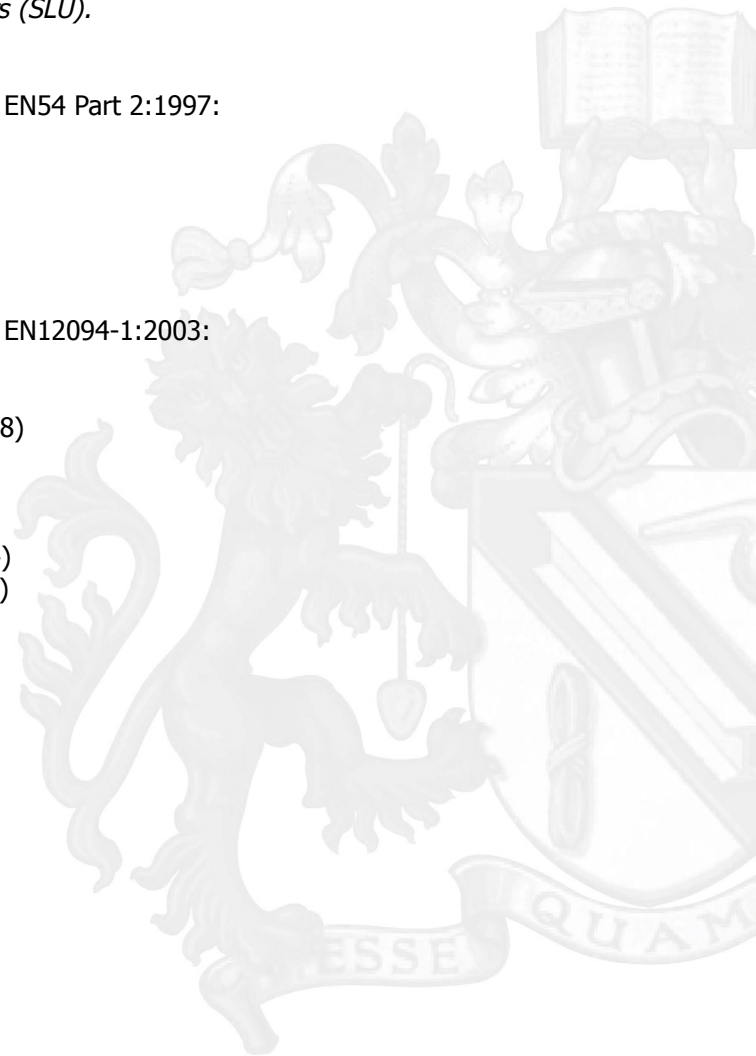 s (SLU).
EN54 Part 2:1997:
EN12094-1:2003:
8)
)
)
ESSE
QUAM